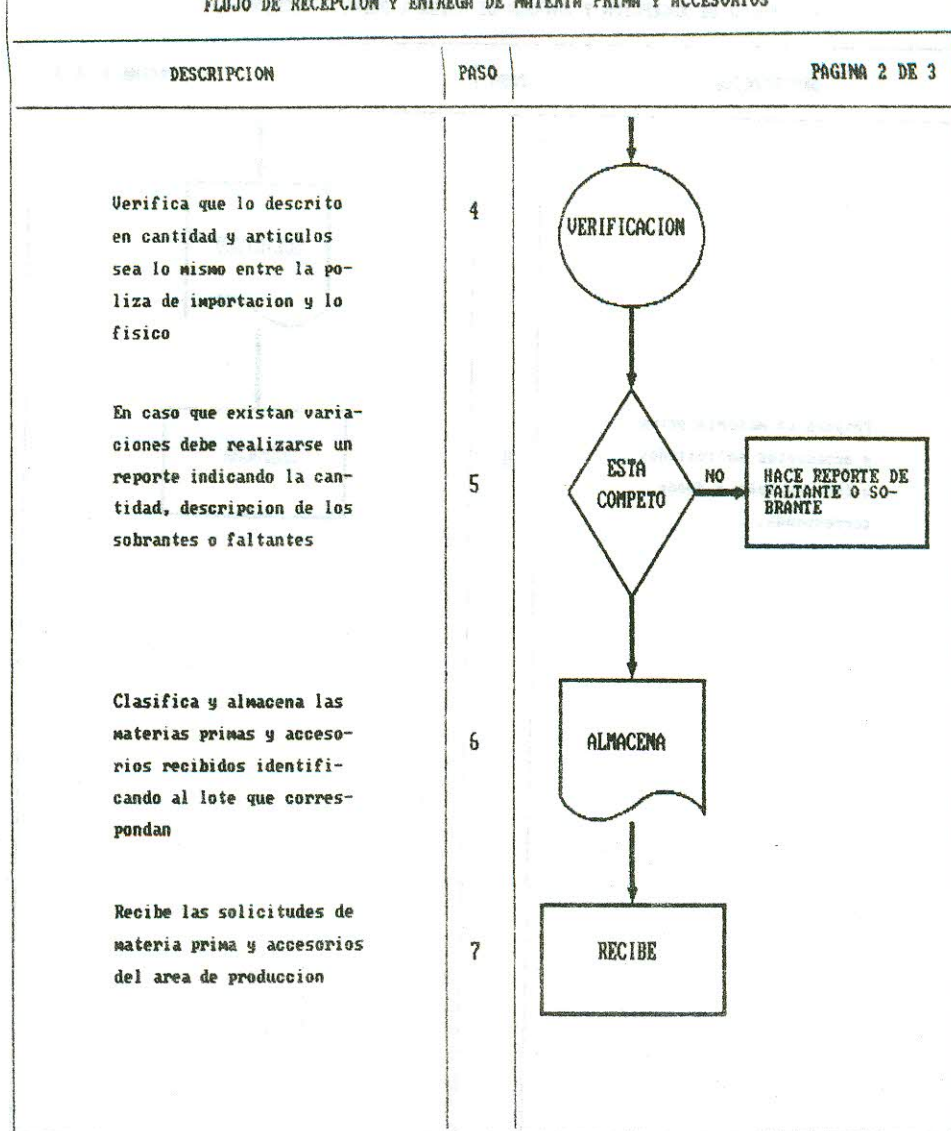 FLUJO DE RECEPCION Y ENTREGA DE MATERIA PRIMA Y ACCESORIOS
DESCRIPCION
PASO
PAGINA 2 DE 3
Verifica que lo descrito
en cantidad y articulos
sea lo mismo entre la po-
liza de importacion y lo
fisico
4
VERIFICACION
En caso que existan varia-
ciones debe realizarse un
reporte indicando la can-
tidad, descripcion de los
sobrantes o faltantes
5
ESTA
COMPETO
NO
HACE REPORTE DE
FALTANTE O SO-
BRANTE
Clasifica y almacena las
materias primas y acceso-
rios recibidos identifi-
cando al lote que corres-
pondan
6
ALMACENA
Recibe las solicitudes de
materia prima y accesorios
del area de produccion
7
RECIBE